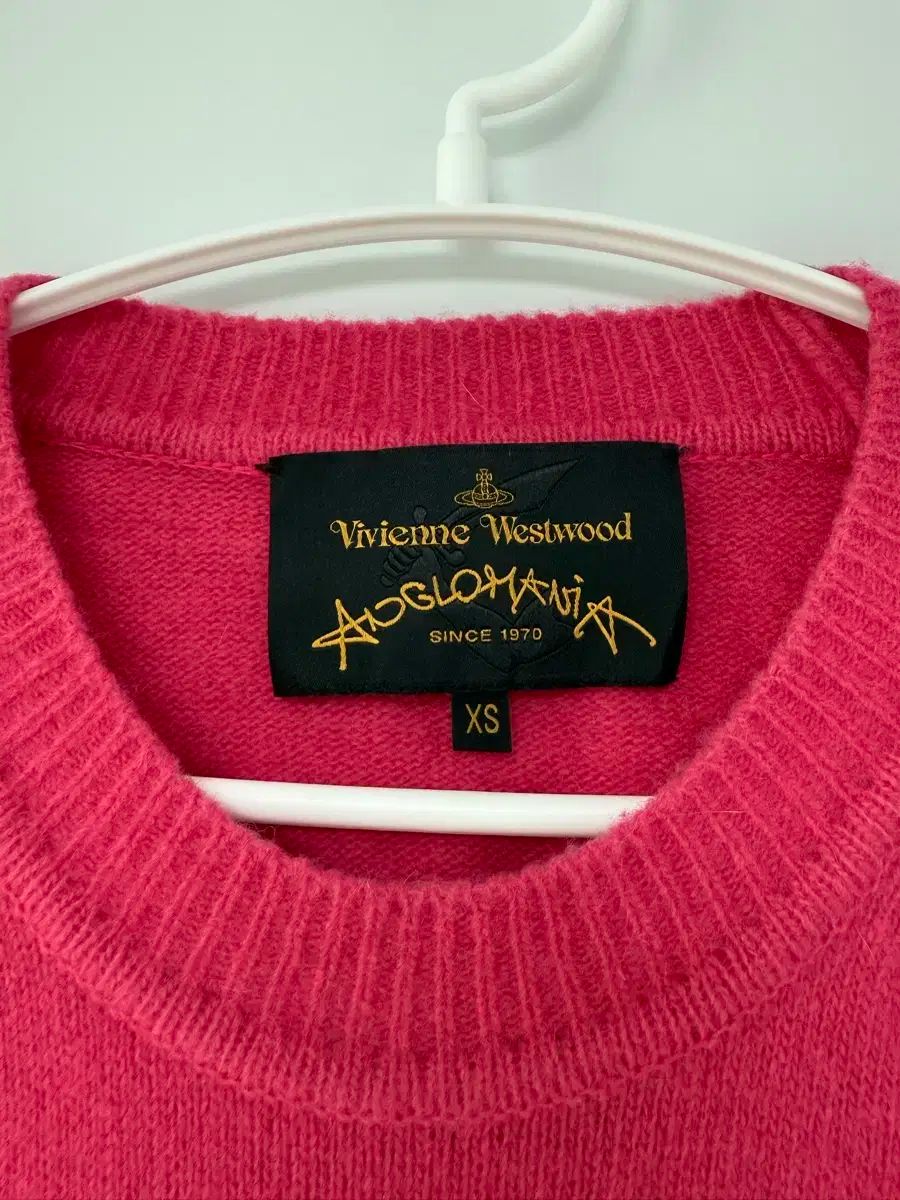 Vivienne Westwood
ANGLOMANiA
SINCE 1970
XS